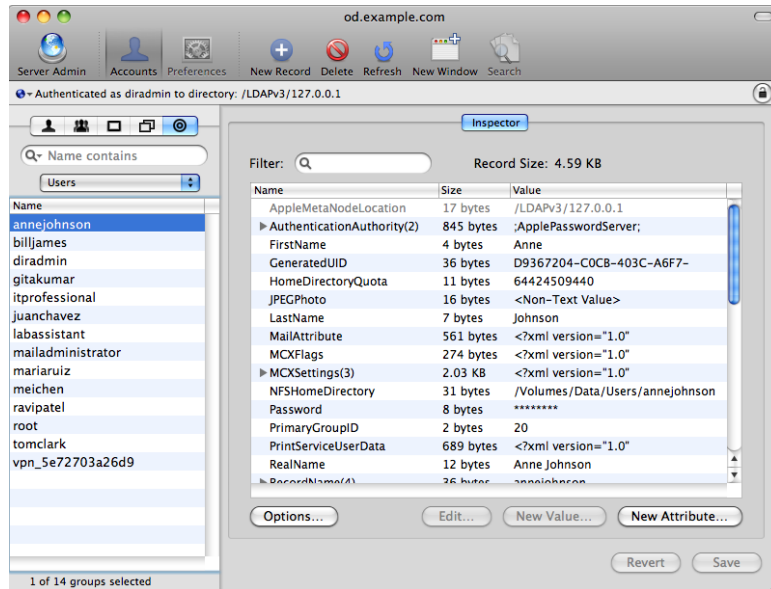 od.example.com
Server Admin Accounts Preferences New Record Delete Refresh New Window Search
Authenticated as diradmin to directory: /LDAPv3/127.0.0.1
Inspector
Name contains
Users
Name
annejohnson
billjames
diradmin
gitakumar
itprofessional
juanchavez
labassistant
mailadministrator
mariaruiz
meichen
ravipatel
root
tomclark
vpn_5e72703a26d9
1 of 14 groups selected
Filter: Record Size: 4.59 KB
Name Size Value
AppleMetaNodeLocation 17 bytes /LDAPv3/127.0.0.1
AuthenticationAuthority(2) 845 bytes ;ApplePasswordServer;
FirstName 4 bytes Anne
GeneratedUID 36 bytes D9367204-C0CB-403C-A6F7-
HomeDirectoryQuota 11 bytes 64424509440
JPEGPhoto 16 bytes <Non-Text Value>
LastName 7 bytes Johnson
MailAttribute 561 bytes <?xml version="1.0"
MCXFlags 274 bytes <?xml version="1.0"
MCXSettings(3) 2.03 KB <?xml version="1.0"
NFSHomeDirectory 31 bytes /Volumes/Data/Users/annejohnson
Password 8 bytes ********
PrimaryGroupID 2 bytes 20
PrintServiceUserData 689 bytes <?xml version="1.0"
RealName 12 bytes Anne Johnson
RecordName(4) 36 bytes annejohnson
Options... Edit... New Value... New Attribute...
Revert Save